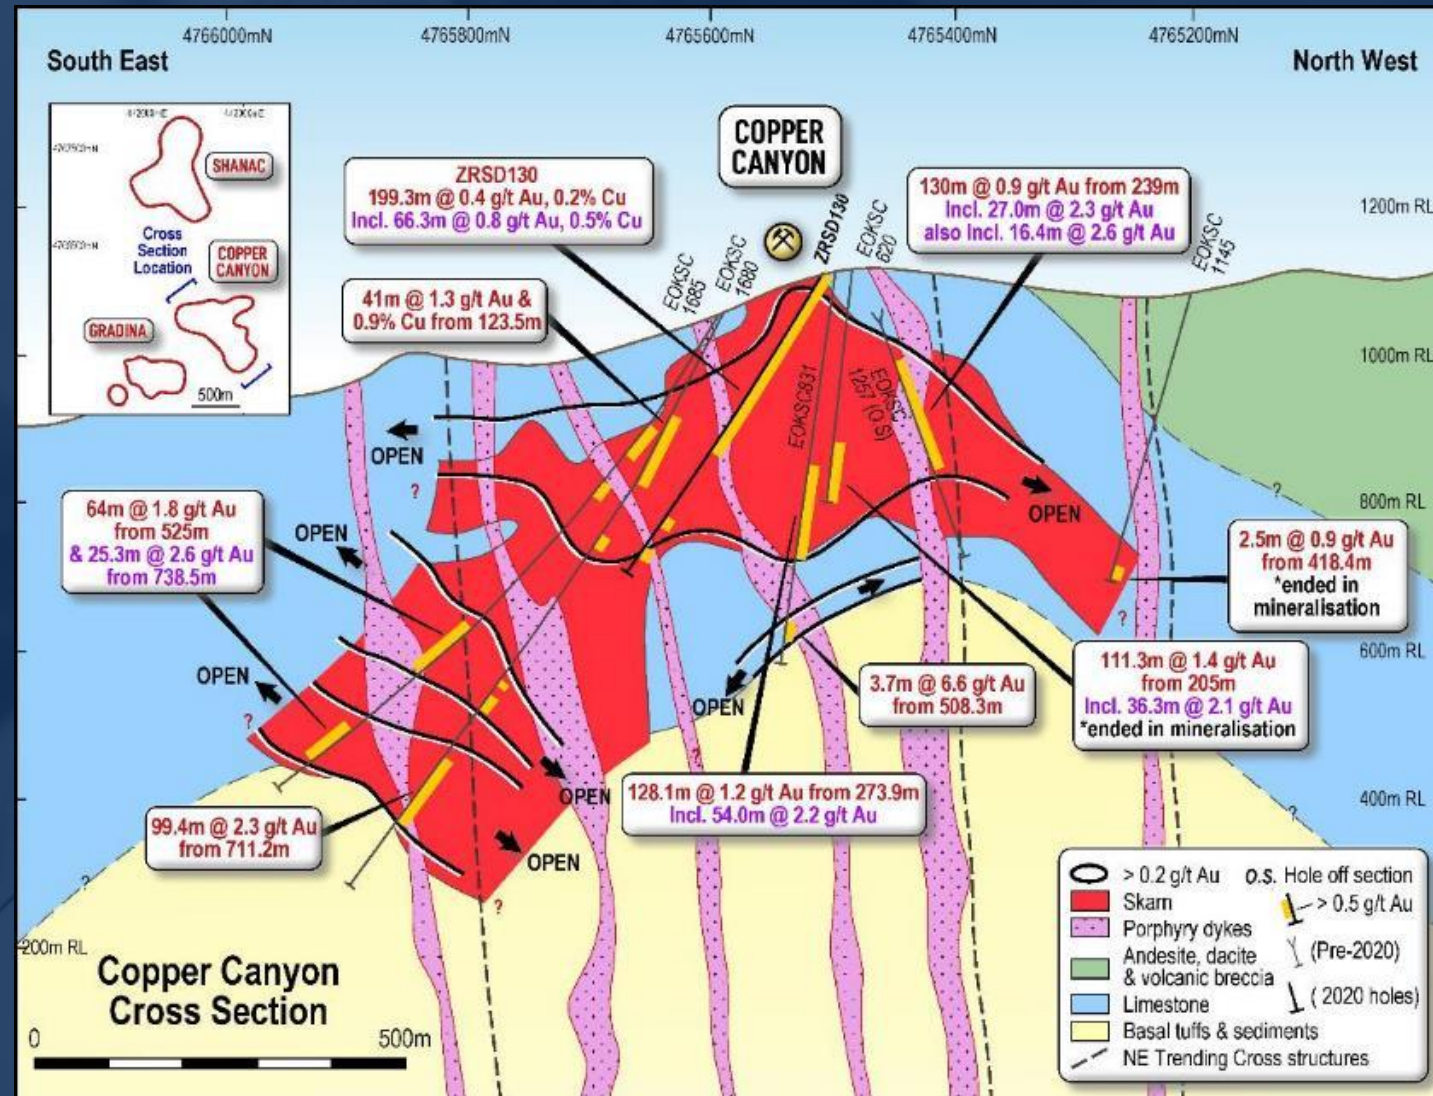 4766000mN
4765800mN
4765600mN
4765400mN
4765200mN
South East
North West
SHANAC
Cross
Section
Location
COPPER
CANYON
GRADINA
500m
COPPER
CANYON
ZRSD130
199.3m @ 0.4 g/t Au, 0.2% Cu
Incl. 66.3m @ 0.8 g/t Au, 0.5% Cu
130m @ 0.9 g/t Au from 239m
Incl. 27.0m @ 2.3 g/t Au
also Incl. 16.4m @ 2.6 g/t Au
1200m RL
41m @ 1.3 g/t Au &
0.9% Cu from 123.5m
EOKSC
1685
EOKSC
1680
ZRSD130
EOKSC
620
EOKSC
1145
1000m RL
EOKSC831
EOKSC
1257 (O.S)
OPEN
?
OPEN
?
800m RL
64m @ 1.8 g/t Au
from 525m
& 25.3m @ 2.6 g/t Au
from 738.5m
OPEN
2.5m @ 0.9 g/t Au
from 418.4m
*ended in
mineralisation
?
600m RL
OPEN
?
OPEN
?
3.7m @ 6.6 g/t Au
from 508.3m
111.3m @ 1.4 g/t Au
from 205m
Incl. 36.3m @ 2.1 g/t Au
*ended in mineralisation
OPEN
128.1m @ 1.2 g/t Au from 273.9m
Incl. 54.0m @ 2.2 g/t Au
400m RL
?
99.4m @ 2.3 g/t Au
from 711.2m
OPEN
?
?
200m RL
Copper Canyon
Cross Section
0
500m
> 0.2 g/t Au
O.S. Hole off section
Skarn
> 0.5 g/t Au
Porphyry dykes
(Pre-2020)
Andesite, dacite
& volcanic breccia
Limestone
( 2020 holes)
Basal tuffs & sediments
NE Trending Cross structures